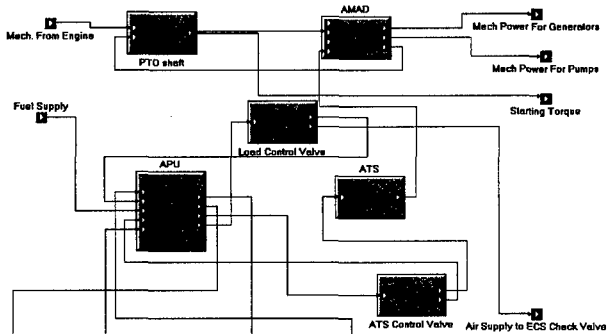 AMAD
Mech. From Engine
Mech Power For Generators
PTO shaft
Mech Power For Pumps
Fuel Supply
Starting Torque
Load Control Valve
APU
ATS
ATS Control Valve
Air Supply to ECS Check Valve